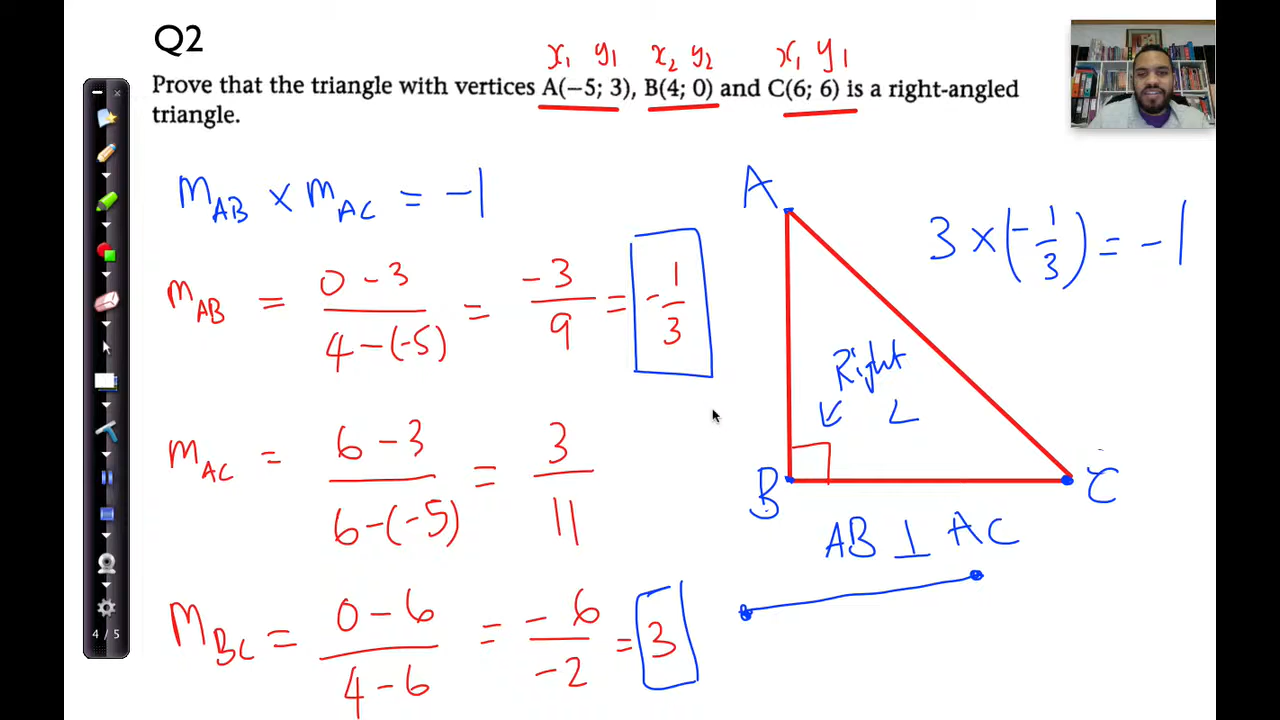 Q2
x₁ y₁ x₂ y₂ x₁ y₁
Prove that the triangle with vertices A(−5; 3), B(4; 0) and C(6; 6) is a right-angled
triangle.
m_AB × m_AC = −1
A
3 × (−1/3) = −1
m_AB = (0 − 3)/(4 − (−5)) = −3/9 = −1/3
Right
∟
m_AC = (6 − 3)/(6 − (−5)) = 3/11
B
C
AB ⊥ AC
m_BC = (0 − 6)/(4 − 6) = −6/−2 = 3
4 / 5